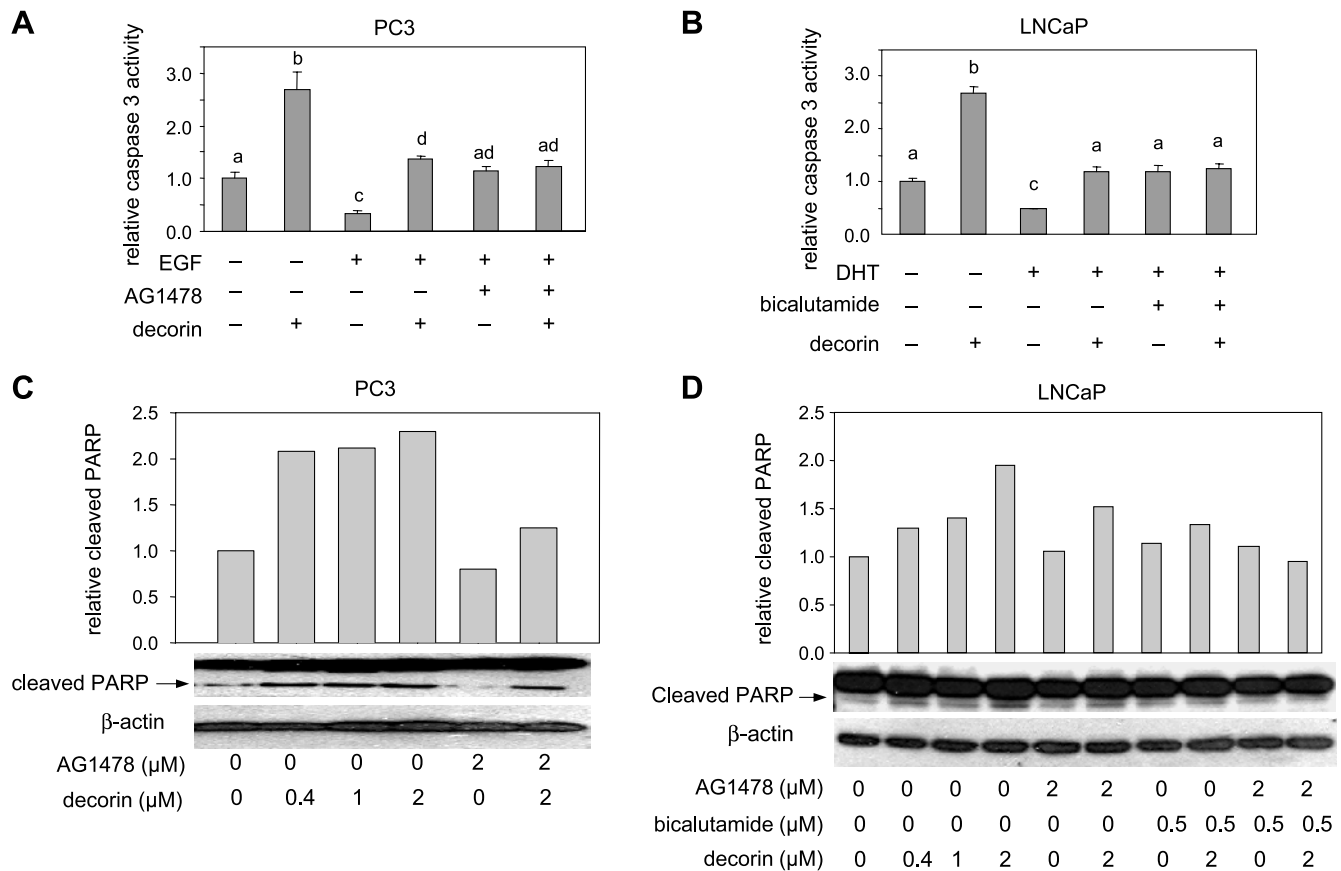 A
PC3
relative caspase 3 activity
3.0
2.0
1.0
0.0
a
b
c
d
ad
ad
EGF – – + + + +
AG1478 – – – – + +
decorin – + – + – +
B
LNCaP
relative caspase 3 activity
3.0
2.0
1.0
0.0
a
b
c
a
a
a
DHT – – + + + +
bicalutamide – – – – + +
decorin – + – + – +
C
PC3
relative cleaved PARP
2.5
2.0
1.5
1.0
0.5
0.0
cleaved PARP
β-actin
AG1478 (μM) 0 0 0 0 2 2
decorin (μM) 0 0.4 1 2 0 2
D
LNCaP
relative cleaved PARP
2.5
2.0
1.5
1.0
0.5
0.0
Cleaved PARP
β-actin
AG1478 (μM) 0 0 0 0 2 2 0 0 2 2
bicalutamide (μM) 0 0 0 0 0 0 0.5 0.5 0.5 0.5
decorin (μM) 0 0.4 1 2 0 2 0 2 0 2